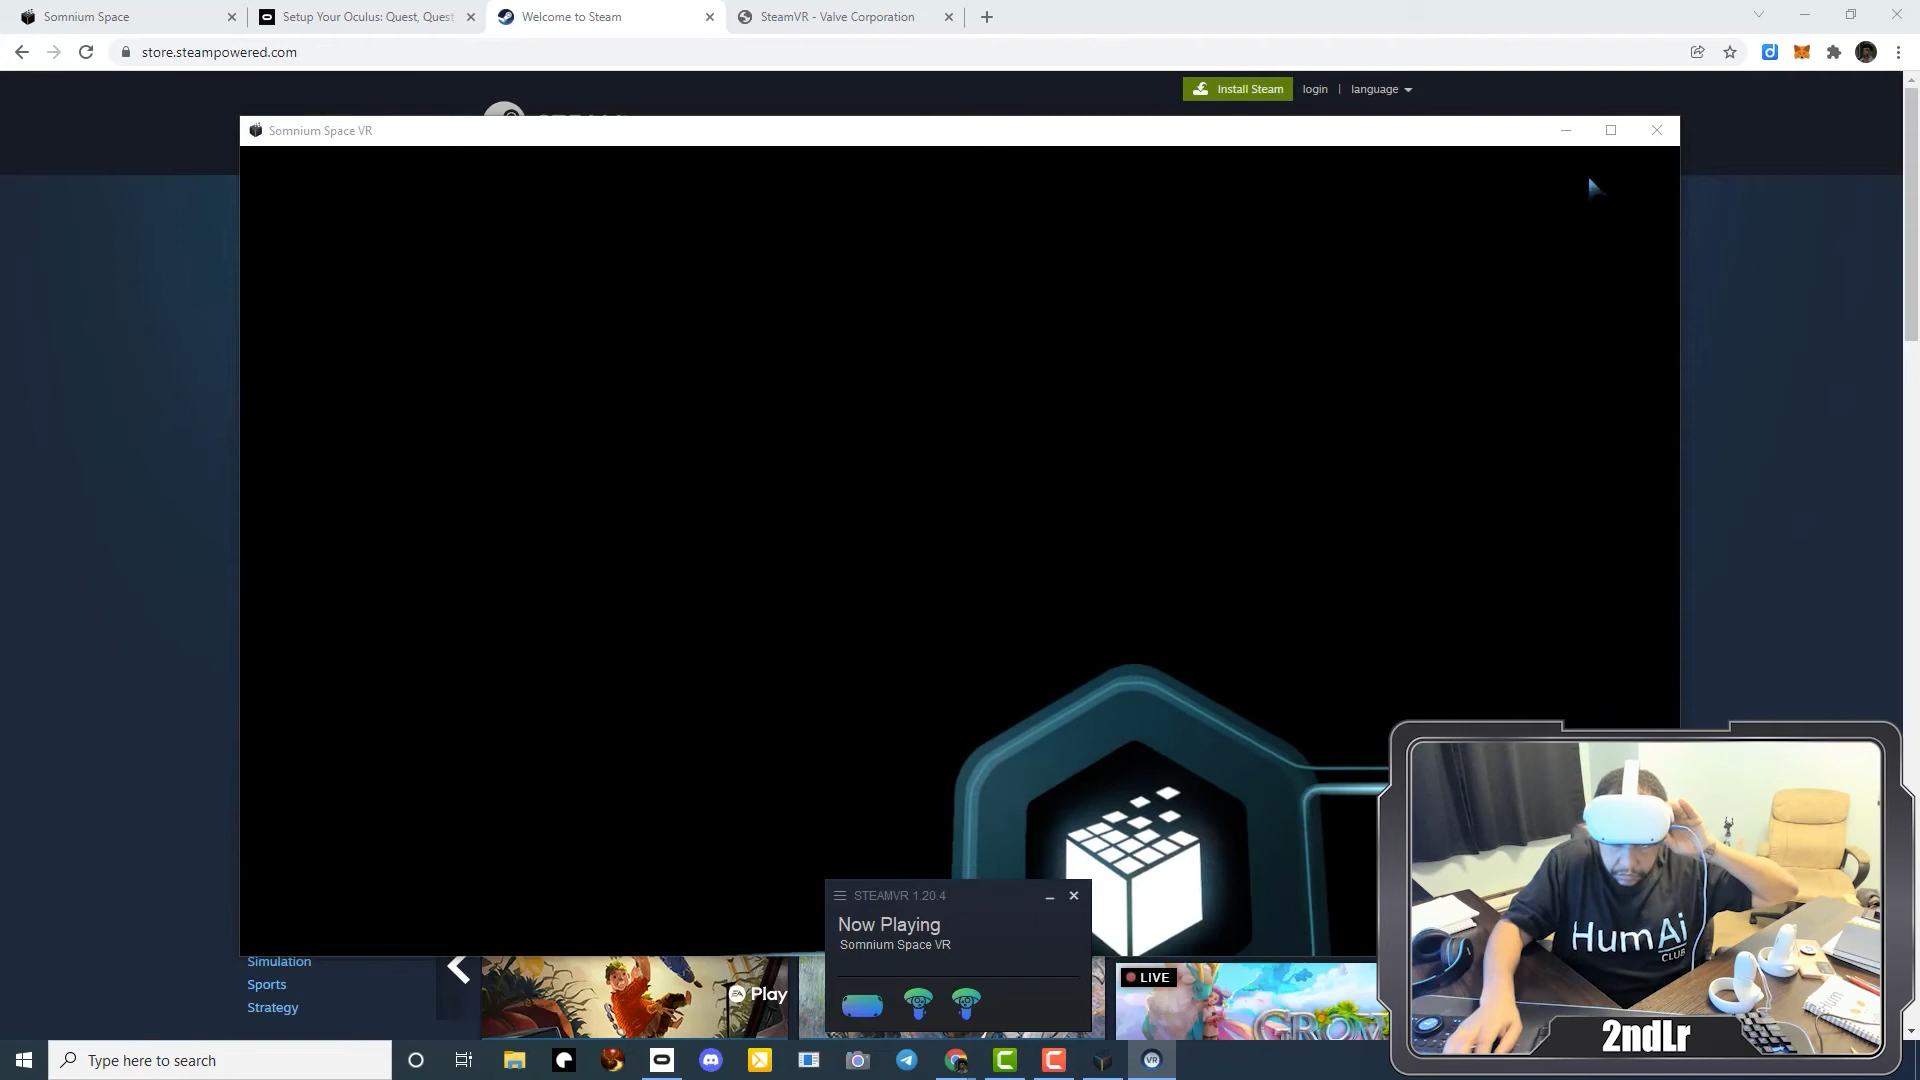 Somnium Space
Setup Your Oculus: Quest, Quest
Welcome to Steam
SteamVR - Valve Corporation
store.steampowered.com
Install Steam
login
language
Somnium Space VR
Simulation
Sports
Strategy
Play
STEAMVR 1.20.4
Now Playing
Somnium Space VR
LIVE
GROW
HumAi
CLUB
2ndLr
Type here to search
VR